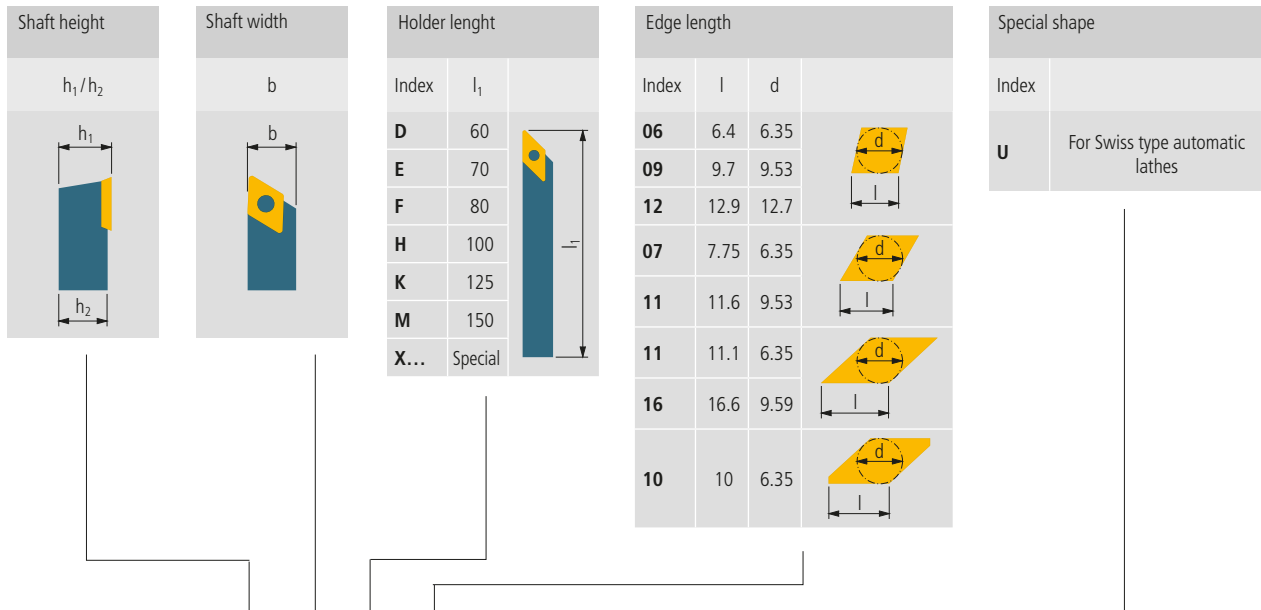 Shaft height
h₁/h₂
h₁
h₂
Shaft width
b
b
Holder lenght
Index l₁
D 60
E 70
F 80
H 100
K 125
M 150
X... Special
l₁
Edge length
Index l d
06 6.4 6.35
09 9.7 9.53
12 12.9 12.7
d
l
07 7.75 6.35
11 11.6 9.53
d
l
11 11.1 6.35
16 16.6 9.59
d
l
10 10 6.35
d
l
Special shape
Index
U For Swiss type automatic
lathes